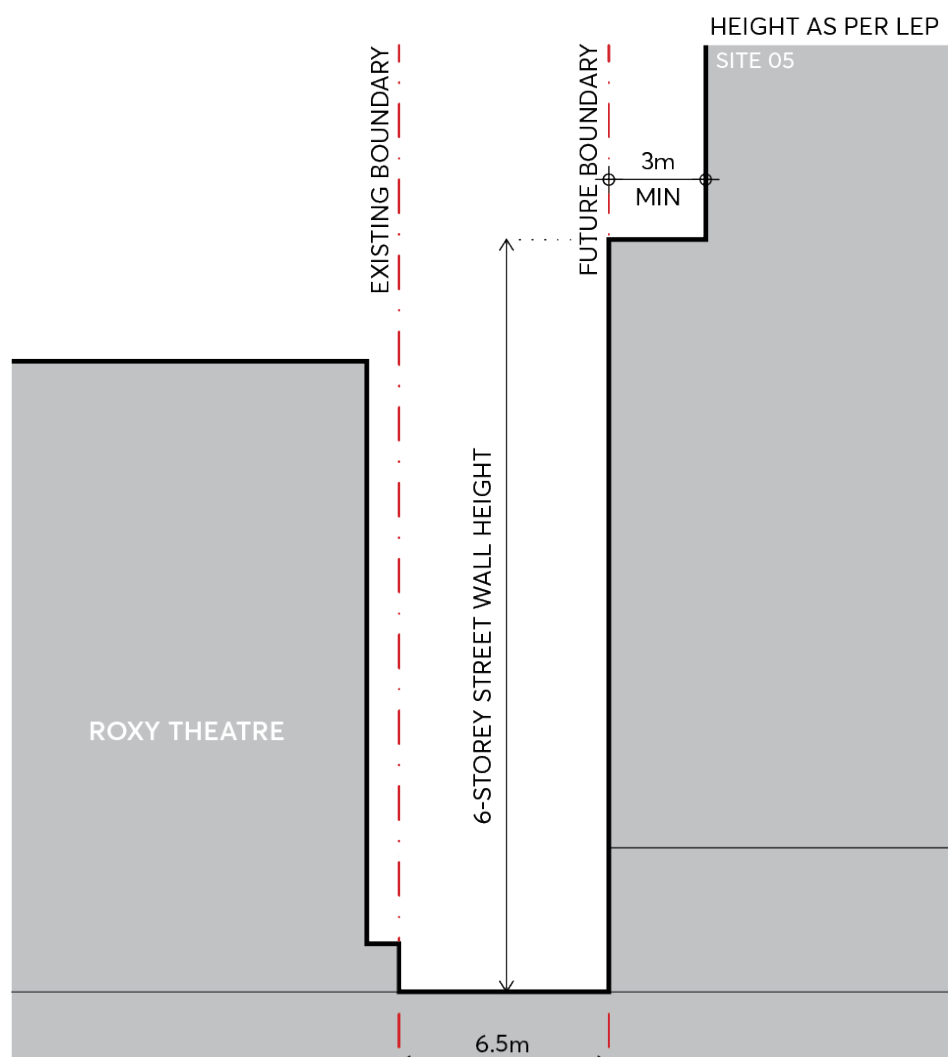 HEIGHT AS PER LEP
SITE 05
EXISTING BOUNDARY
FUTURE BOUNDARY
3m
MIN
6-STOREY STREET WALL HEIGHT
ROXY THEATRE
6.5m